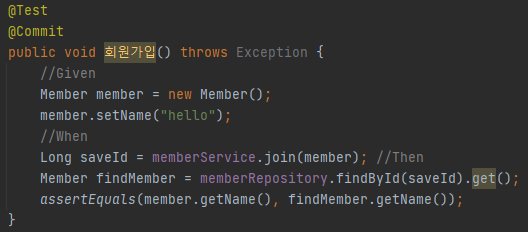 @Test
@Commit
public void 회원가입() throws Exception {
    //Given
    Member member = new Member();
    member.setName("hello");
    //When
    Long saveId = memberService.join(member); //Then
    Member findMember = memberRepository.findById(saveId).get();
    assertEquals(member.getName(), findMember.getName());
}